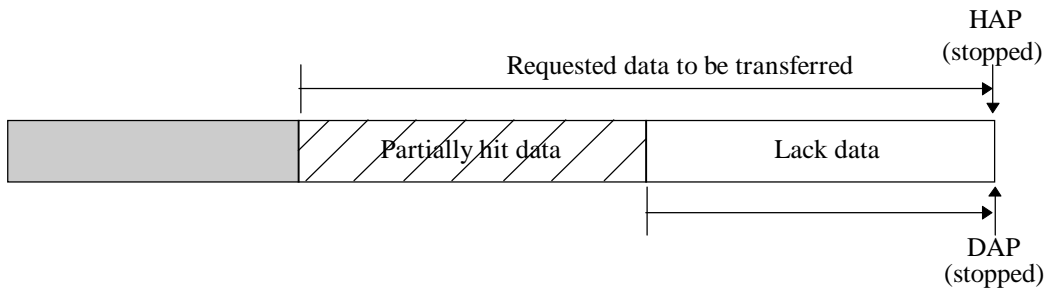 HAP
(stopped)
Requested data to be transferred
Partially hit data
Lack data
DAP
(stopped)